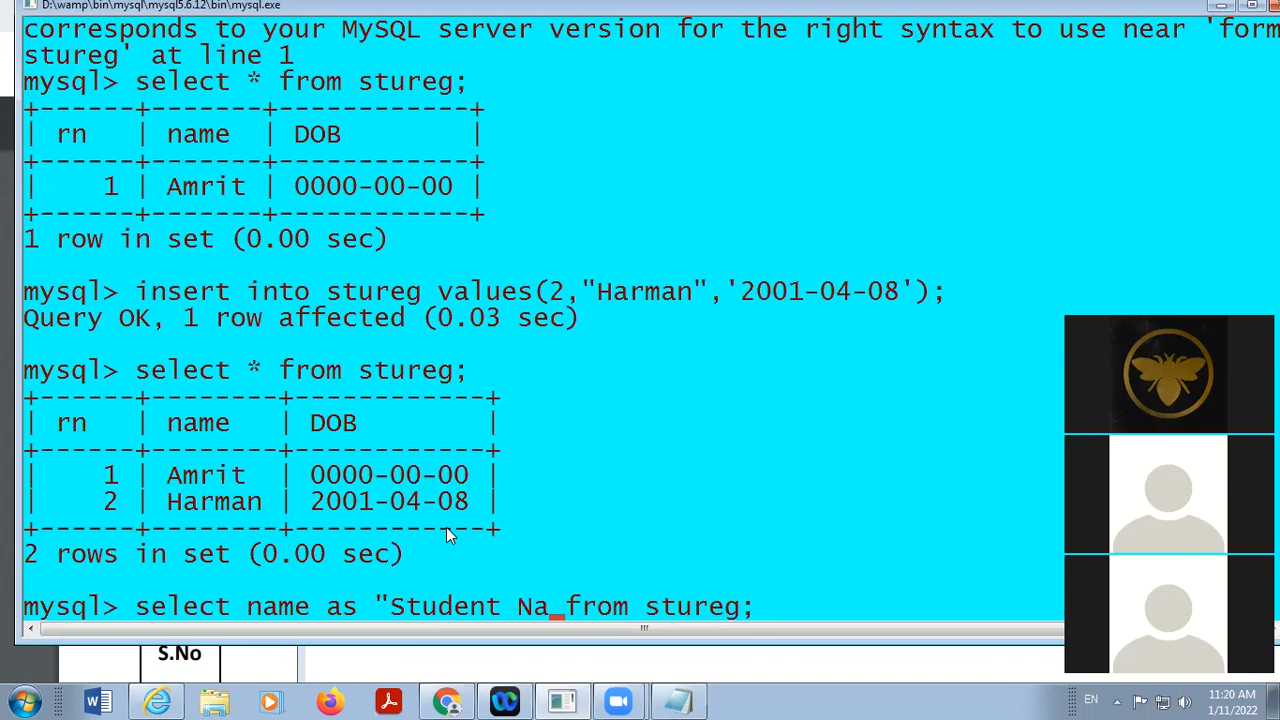 D:\wamp\bin\mysql\mysql5.6.12\bin\mysql.exe
corresponds to your MySQL server version for the right syntax to use near 'form
stureg' at line 1
mysql> select * from stureg;
+------+-------+------------+
| rn   | name  | DOB        |
+------+-------+------------+
|    1 | Amrit | 0000-00-00 |
+------+-------+------------+
1 row in set (0.00 sec)
mysql> insert into stureg values(2,"Harman",'2001-04-08');
Query OK, 1 row affected (0.03 sec)
mysql> select * from stureg;
+------+--------+------------+
| rn   | name   | DOB        |
+------+--------+------------+
|    1 | Amrit  | 0000-00-00 |
|    2 | Harman | 2001-04-08 |
+------+--------+------------+
2 rows in set (0.00 sec)
mysql> select name as "Student Na_from stureg;
S.No
EN
11:20 AM
1/11/2022